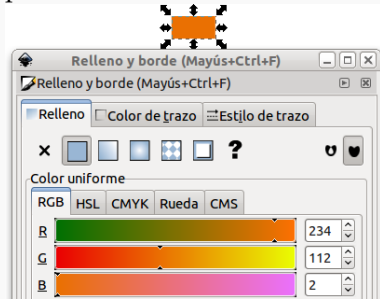 Relleno y borde (Mayús+Ctrl+F)
Relleno y borde (Mayús+Ctrl+F)
Relleno Color de trazo Estilo de trazo
?
Color uniforme
RGB HSL CMYK Rueda CMS
R 234
G 112
B 2